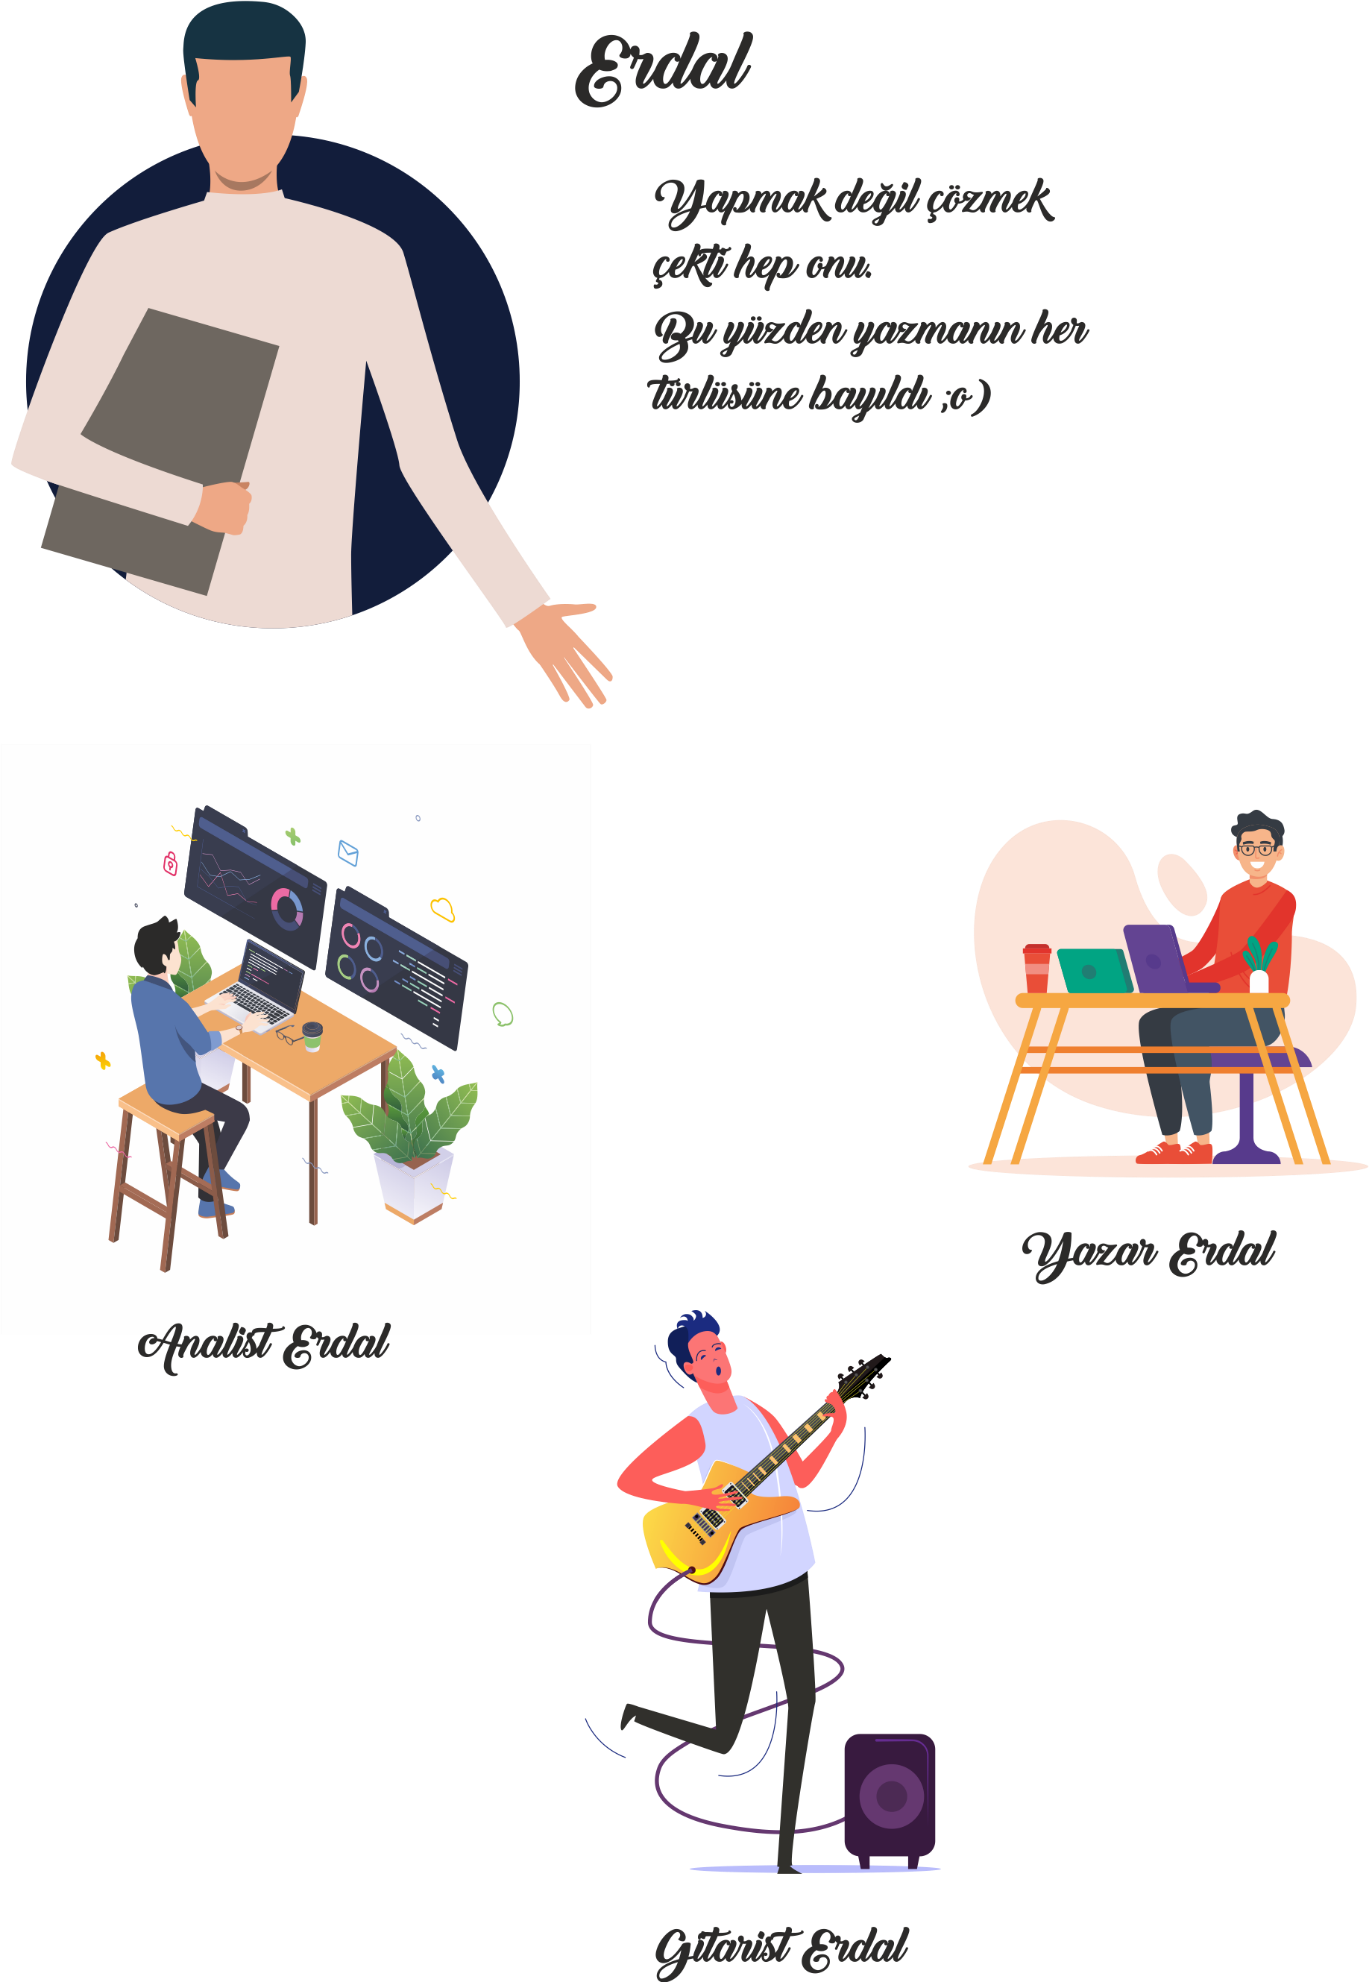 Erdal
Yapmak değil çözmek
çekti hep onu.
Bu yüzden yazmanın her
türlüsüne bayıldı ;o)
Yazar Erdal
Analist Erdal
Gitarist Erdal